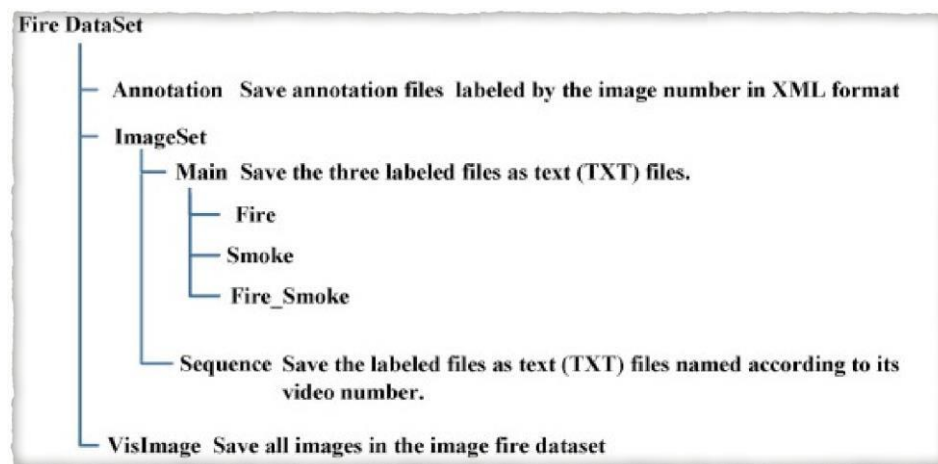 Fire DataSet
Annotation Save annotation files labeled by the image number in XML format
ImageSet
Main Save the three labeled files as text (TXT) files.
Fire
Smoke
Fire_Smoke
Sequence Save the labeled files as text (TXT) files named according to its
video number.
VisImage Save all images in the image fire dataset